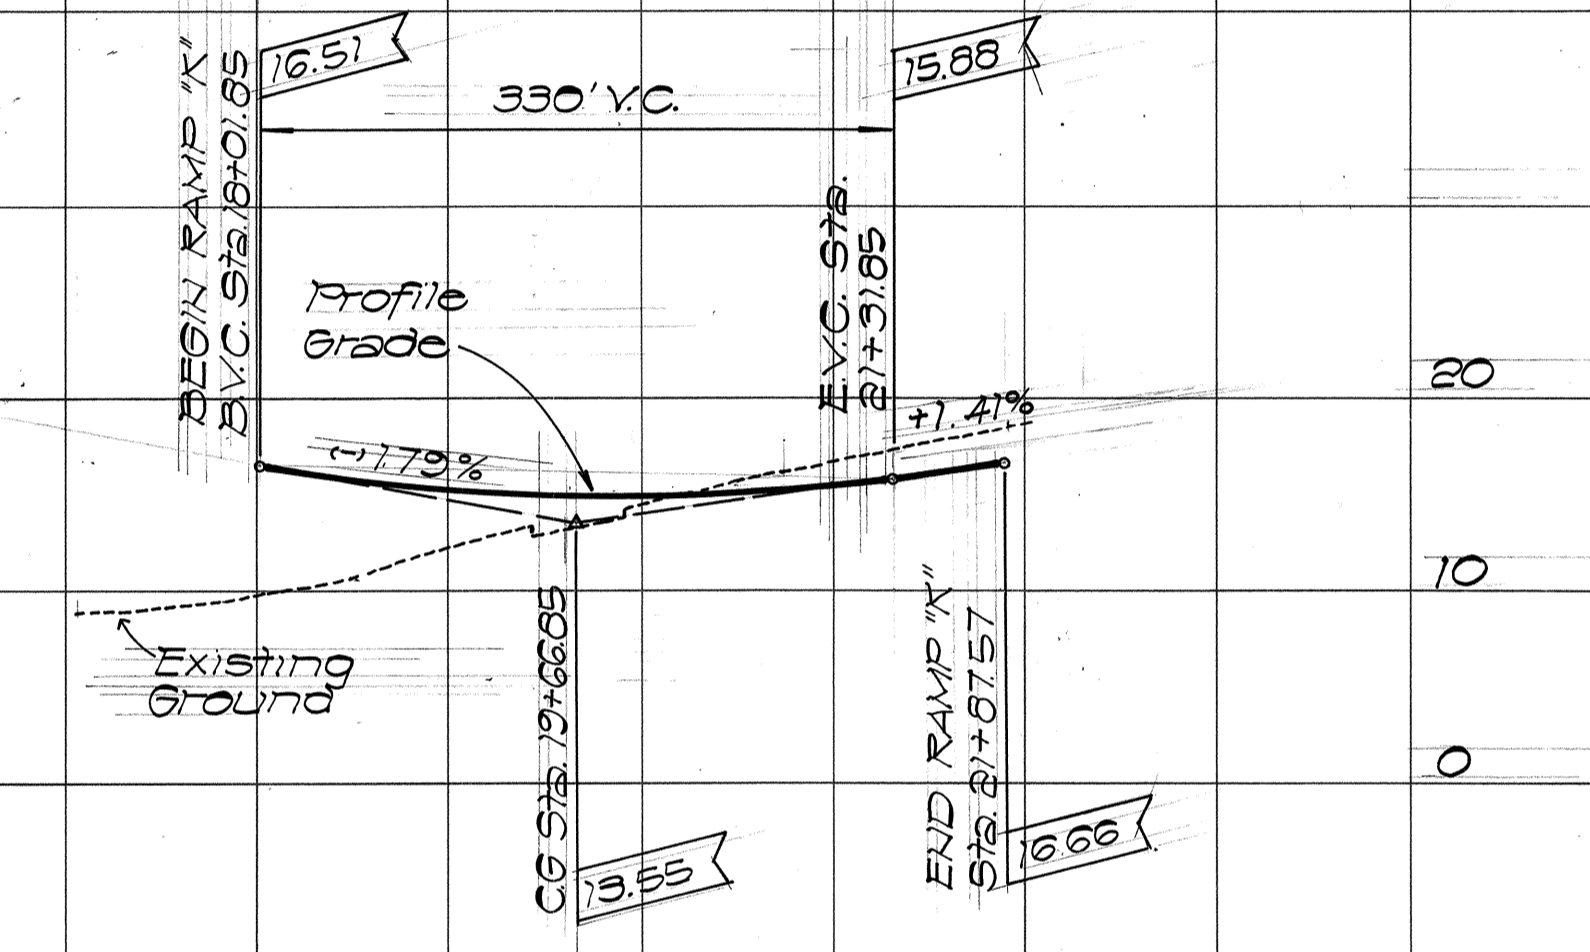 BEGIN RAMP "K"
B.V.C. Sta. 18+01.85
16.51
330' V.C.
15.88
E.V.C. Sta.
21+31.85
Profile
Grade
(-) 1.79%
+1.41%
20
10
0
Existing
Ground
CG Sta. 19+66.85
13.55
END RAMP "K"
Sta. 21+87.57
16.66